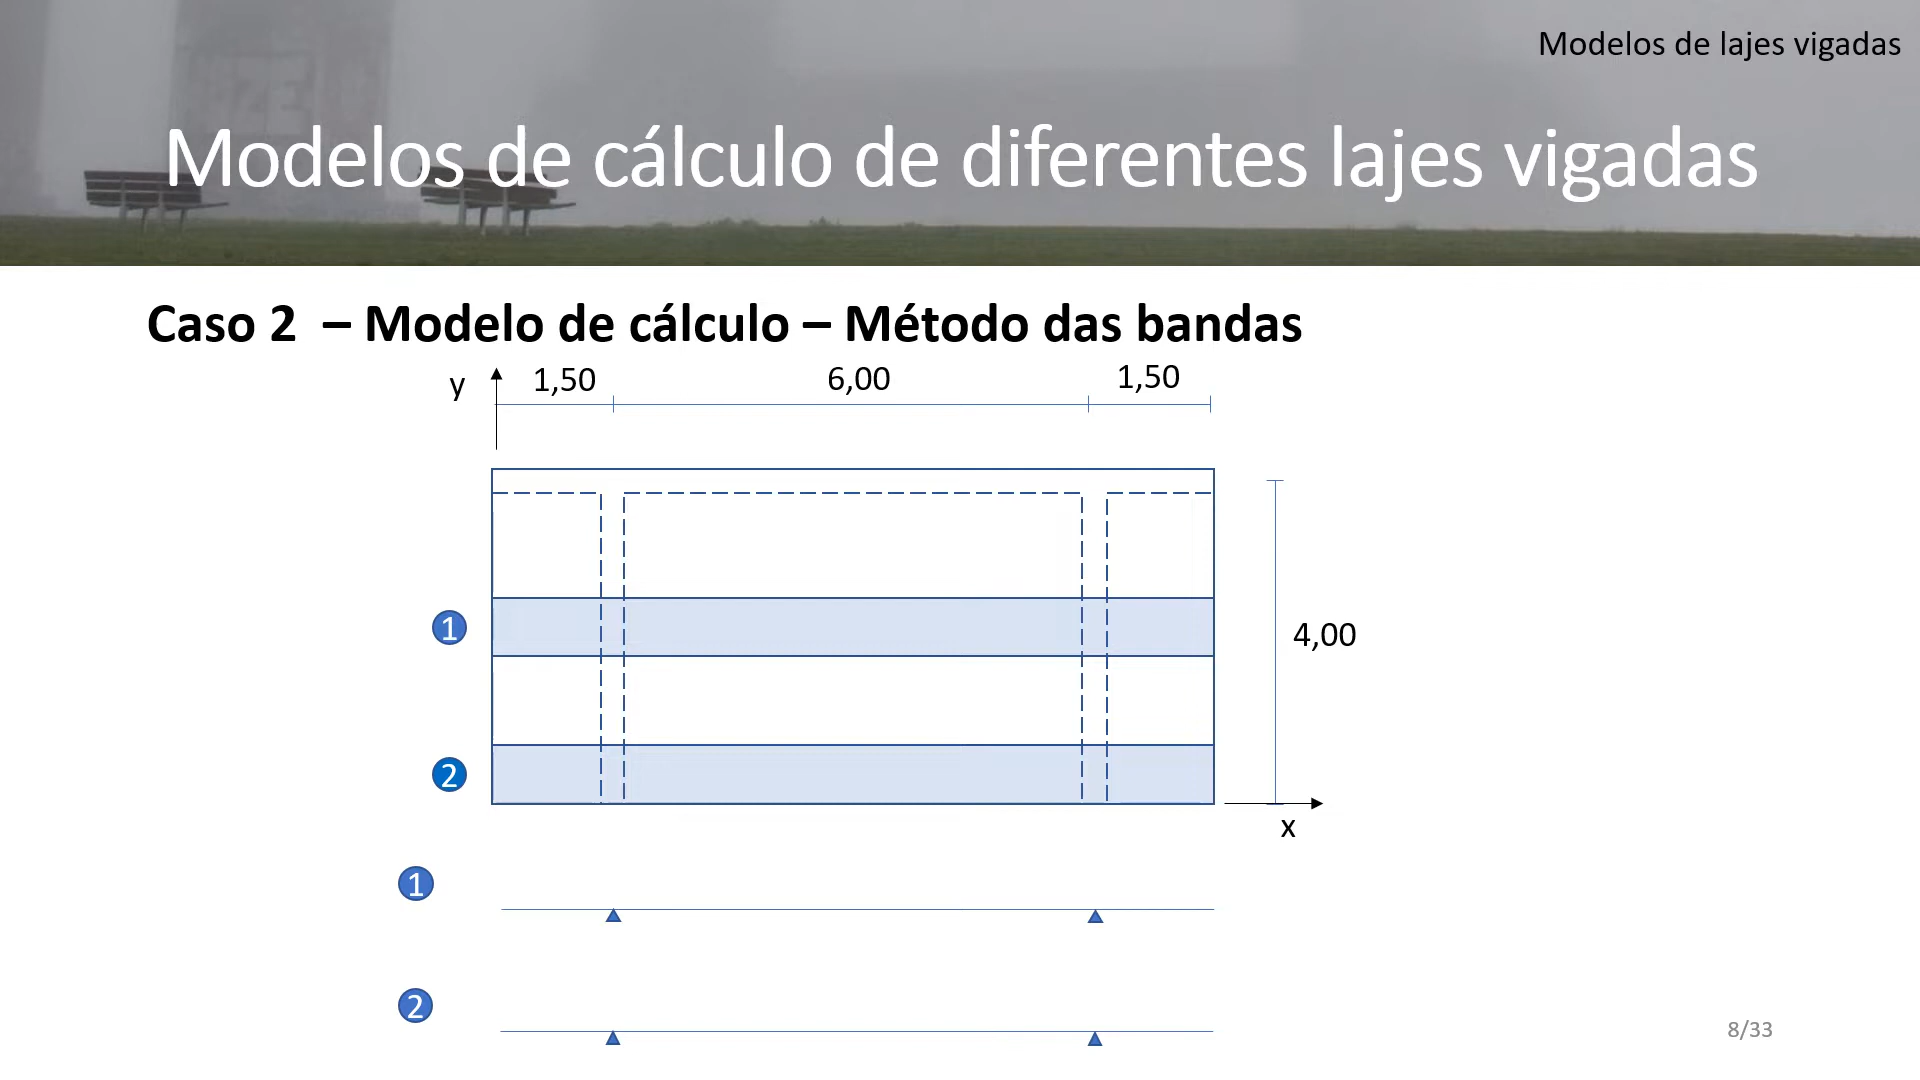 Modelos de lajes vigadas
Modelos de cálculo de diferentes lajes vigadas
Caso 2 – Modelo de cálculo – Método das bandas
y
1,50
6,00
1,50
1
4,00
2
x
1
2
8/33